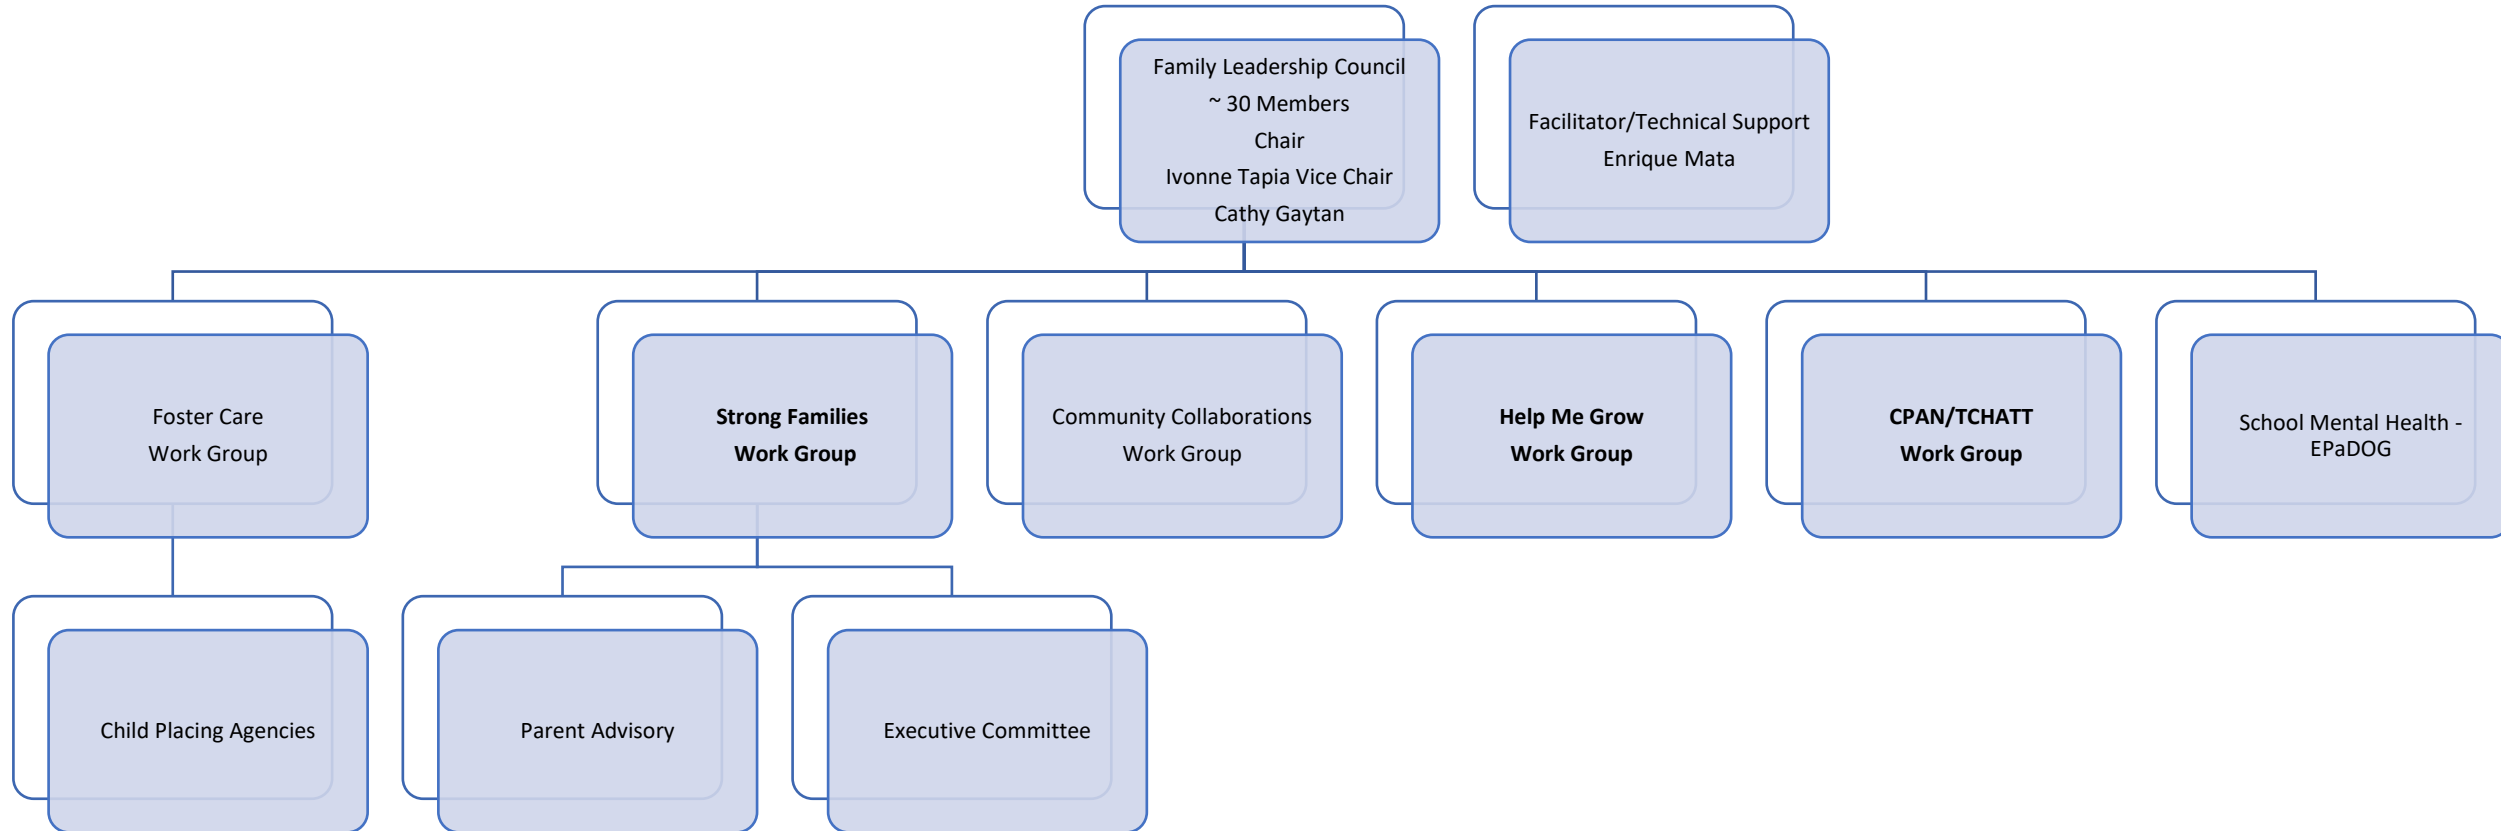 Family Leadership Council
~ 30 Members
Chair
Ivonne Tapia Vice Chair
Cathy Gaytan
Facilitator/Technical Support
Enrique Mata
Foster Care
Work Group
Strong Families
Work Group
Community Collaborations
Work Group
Help Me Grow
Work Group
CPAN/TCHATT
Work Group
School Mental Health -
EPaDOG
Child Placing Agencies
Parent Advisory
Executive Committee